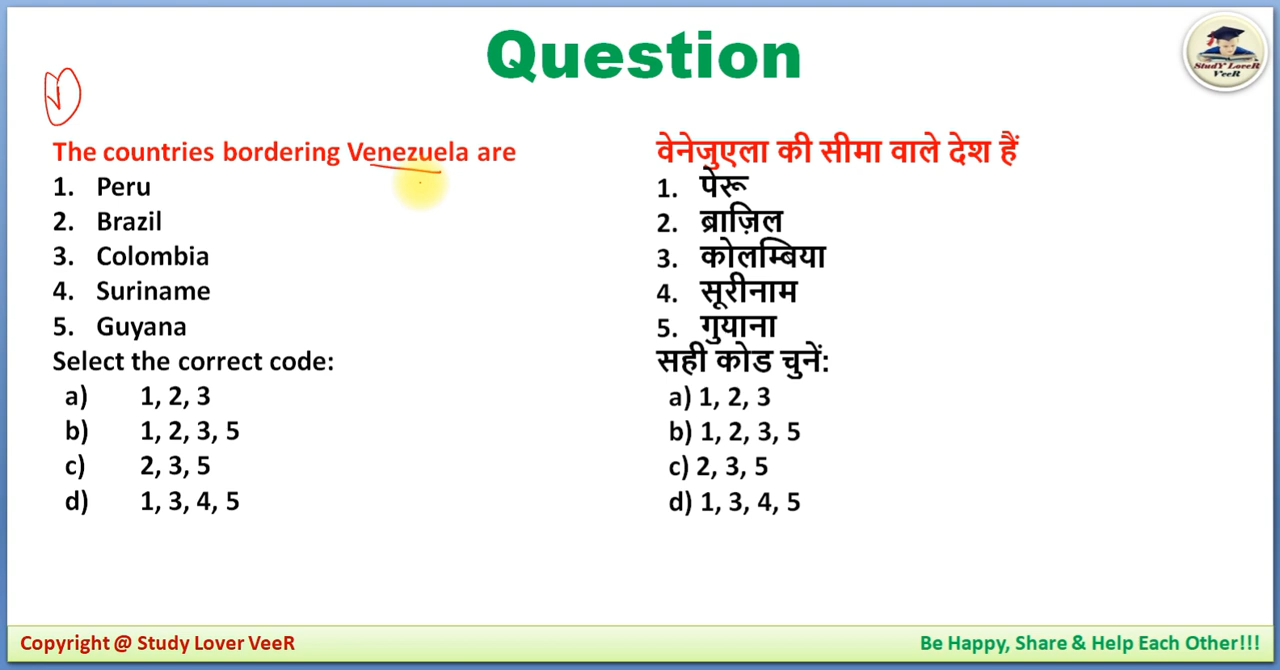 Question
StudY LoveR
VeeR
The countries bordering Venezuela are
1. Peru
2. Brazil
3. Colombia
4. Suriname
5. Guyana
Select the correct code:
a) 1, 2, 3
b) 1, 2, 3, 5
c) 2, 3, 5
d) 1, 3, 4, 5
वेनेजुएला की सीमा वाले देश हैं
1. पेरू
2. ब्राज़िल
3. कोलम्बिया
4. सूरीनाम
5. गुयाना
सही कोड चुनें:
a) 1, 2, 3
b) 1, 2, 3, 5
c) 2, 3, 5
d) 1, 3, 4, 5
Copyright @ Study Lover VeeR
Be Happy, Share & Help Each Other!!!